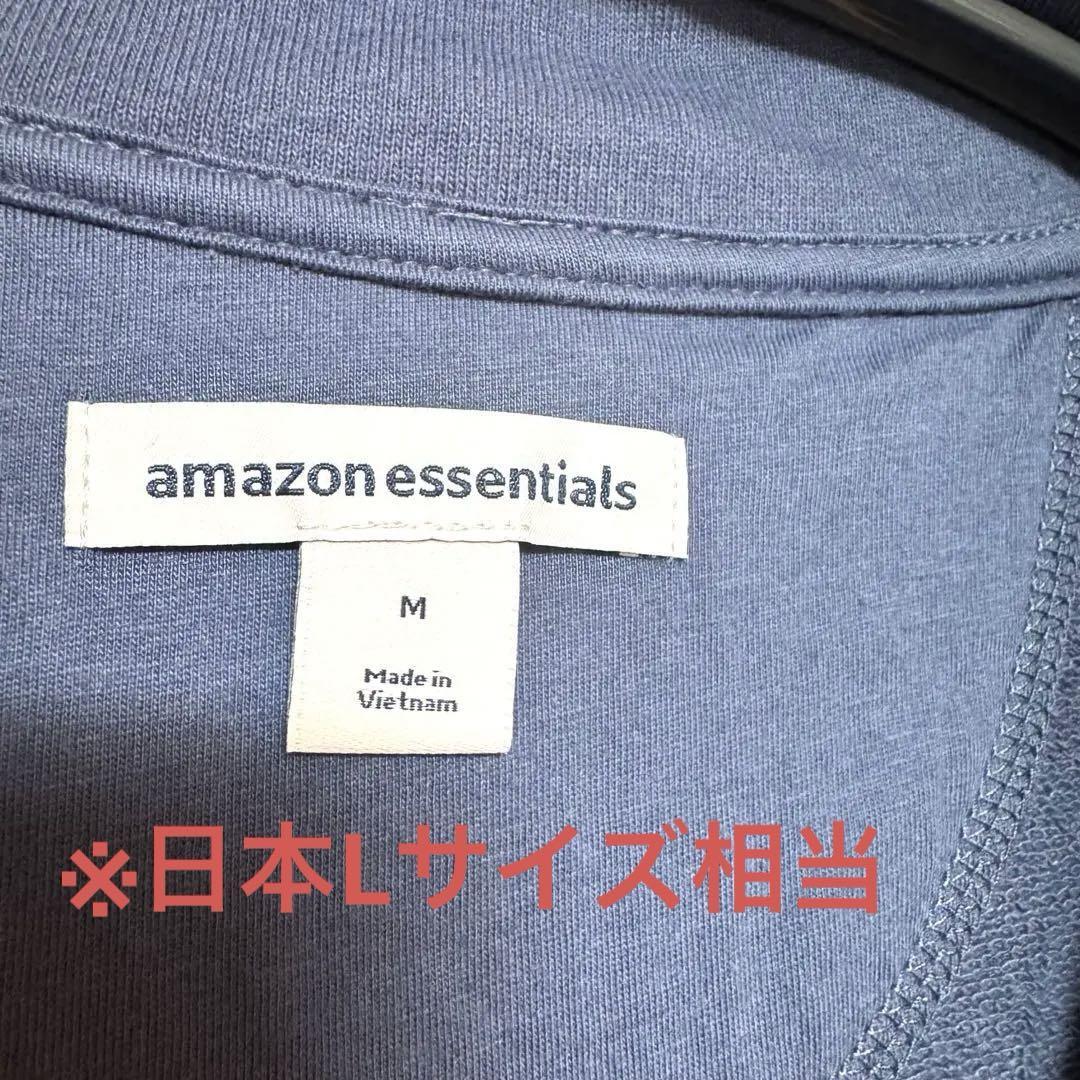 amazon essentials
M
Made in
Vietnam
※日本Lサイズ相当